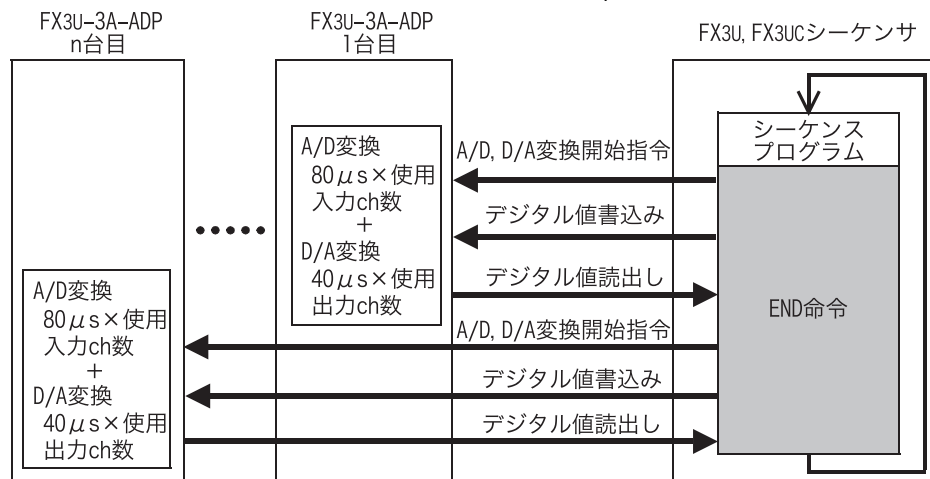 FX3U-3A-ADP
n台目
FX3U-3A-ADP
1台目
FX3U, FX3UCシーケンサ
シーケンス
プログラム
END命令
A/D変換
80μs×使用
入力ch数
+
D/A変換
40μs×使用
出力ch数
A/D, D/A変換開始指令
デジタル値書込み
デジタル値読出し
A/D変換
80μs×使用
入力ch数
+
D/A変換
40μs×使用
出力ch数
A/D, D/A変換開始指令
デジタル値書込み
デジタル値読出し